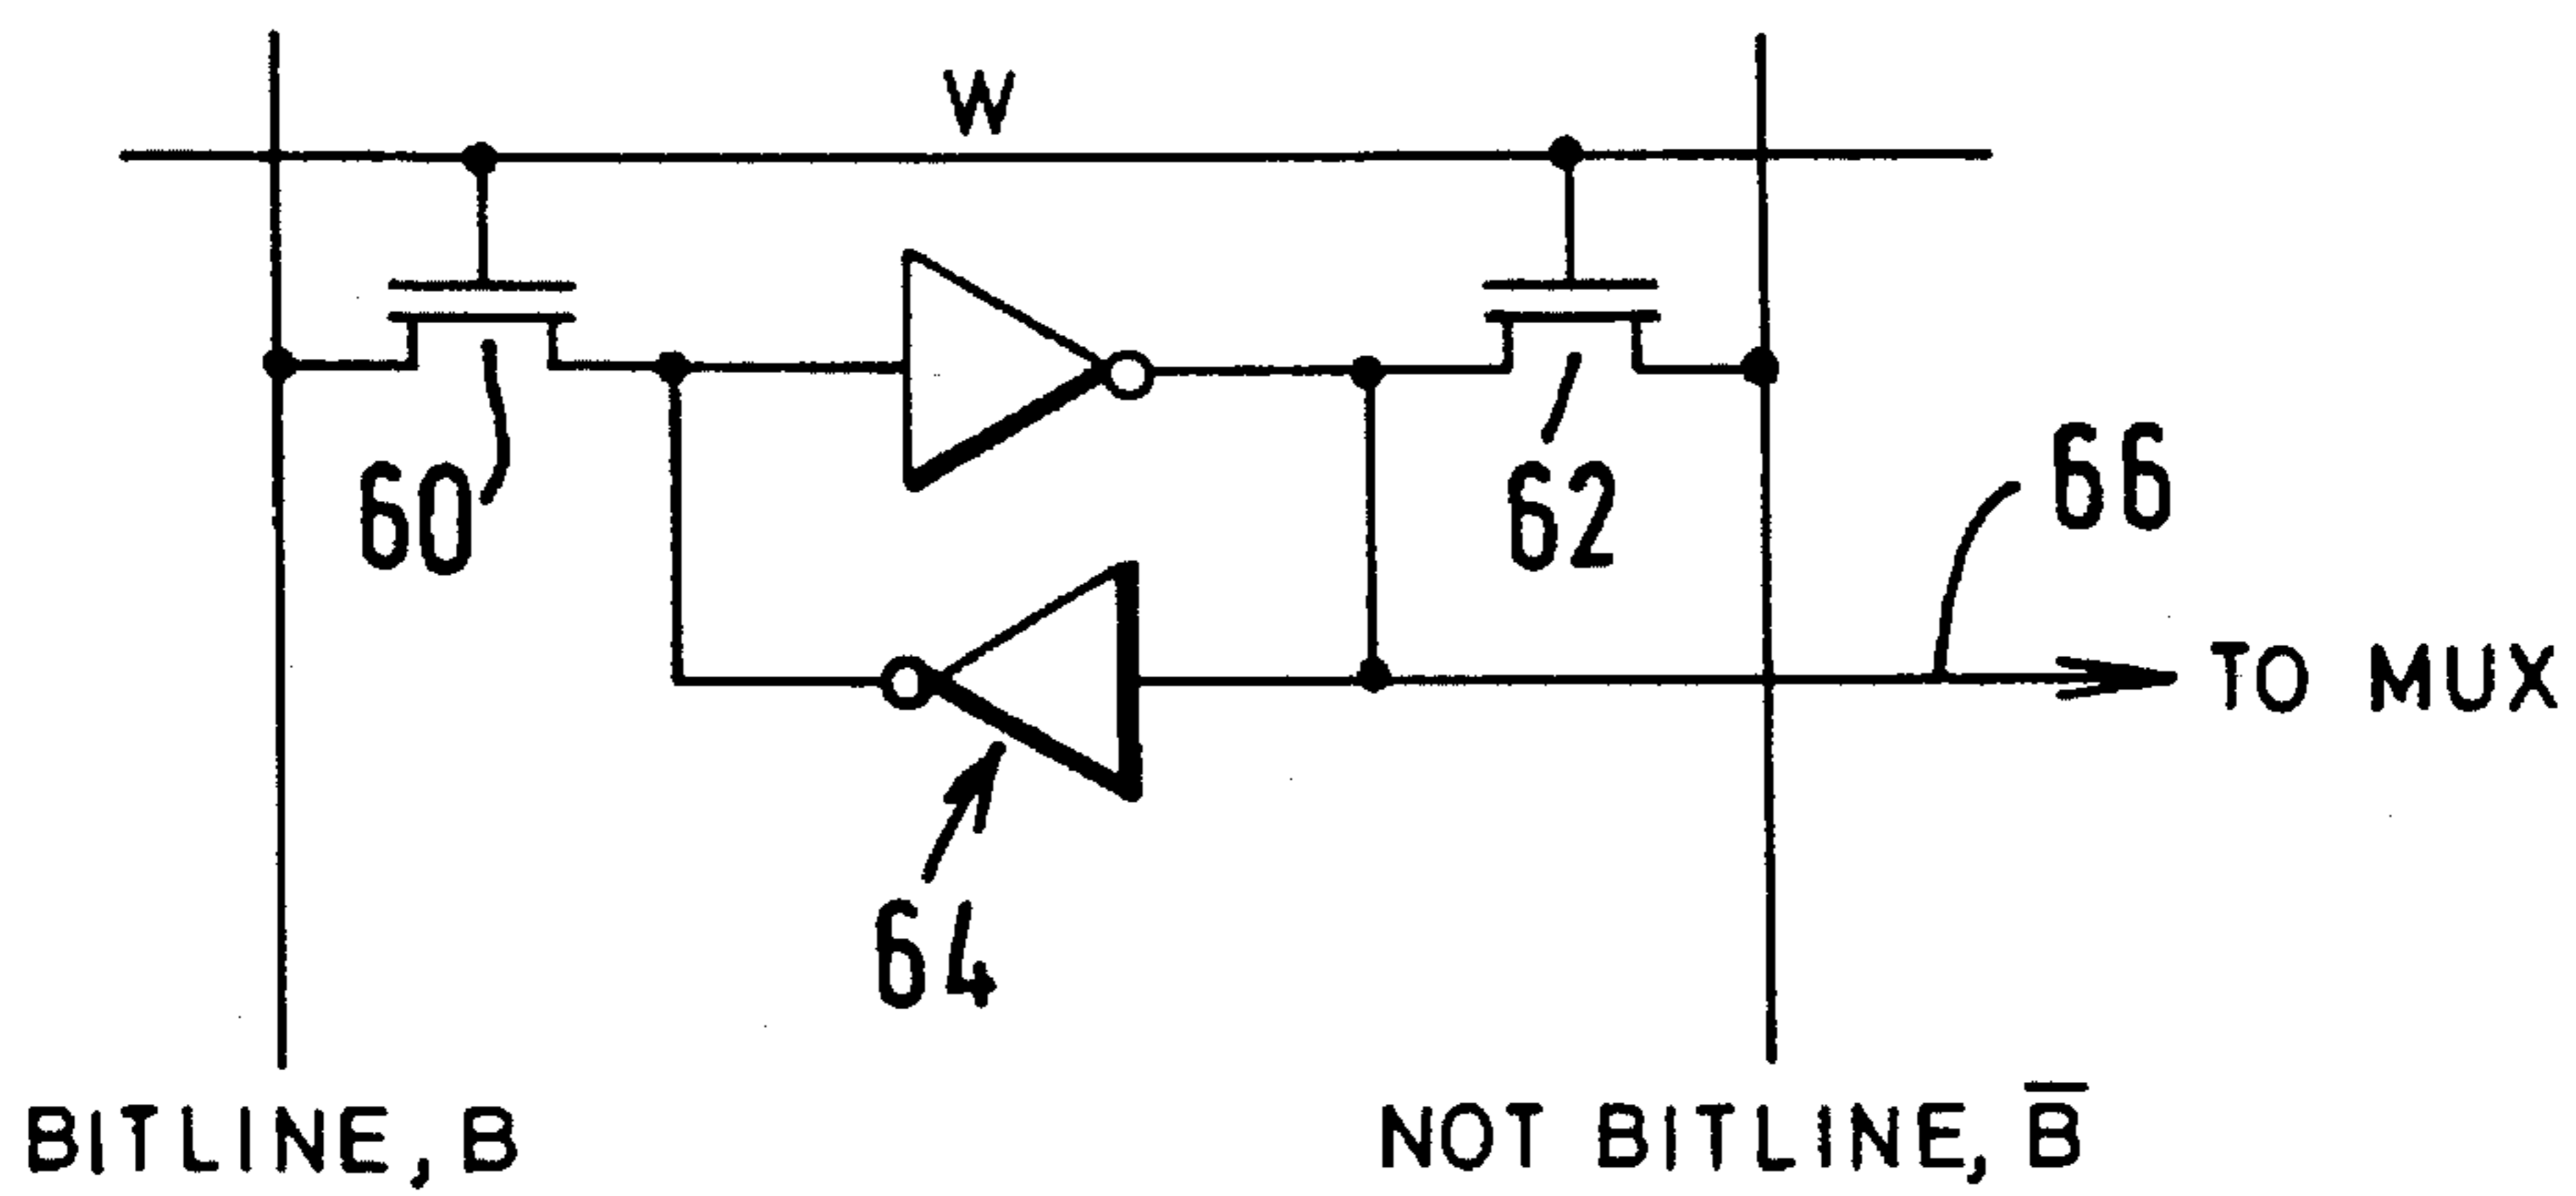 W
60
62
66
TO MUX
64
BITLINE, B
NOT BITLINE, B̅